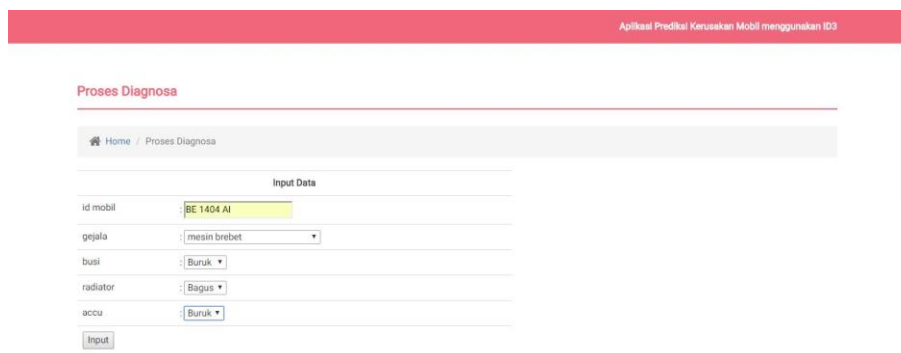 Aplikasi Prediksi Kerusakan Mobil menggunakan ID3
Proses Diagnosa
Home / Proses Diagnosa
Input Data
id mobil : BE 1404 AI
gejala : mesin brebet
busi : Buruk
radiator : Bagus
accu : Buruk
Input